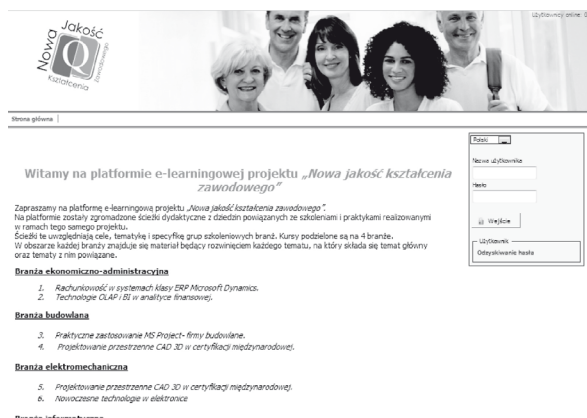 Nowa Jakość
Kształcenia
Zawodowego
Użytkownicy online:
Strona główna
Polski
Nazwa użytkownika
Hasło
Wejście
Użytkownik
Odzyskiwanie hasła
Witamy na platformie e-learningowej projektu „Nowa jakość kształcenia
zawodowego”
Zapraszamy na platformę e-learningową projektu „Nowa jakość kształcenia zawodowego”.
Na platformie zostały zgromadzone ścieżki dydaktyczne z dziedzin powiązanych ze szkoleniami i praktykami realizowanymi
w ramach tego samego projektu.
Ścieżki te uwzględniają cele, tematykę i specyfikę grup szkoleniowych branż. Kursy podzielone są na 4 branże.
W obszarze każdej branży znajduje się materiał będący rozwinięciem każdego tematu, na który składa się temat główny
oraz tematy z nim powiązane.
Branża ekonomiczno-administracyjna
1. Rachunkowość w systemach klasy ERP Microsoft Dynamics.
2. Technologie OLAP i BI w analityce finansowej.
Branża budowlana
3. Praktyczne zastosowanie MS Project- firmy budowlane.
4. Projektowanie przestrzenne CAD 3D w certyfikacji międzynarodowej.
Branża elektromechaniczna
5. Projektowanie przestrzenne CAD 3D w certyfikacji międzynarodowej.
6. Nowoczesne technologie w elektronice
Branża informatyczna